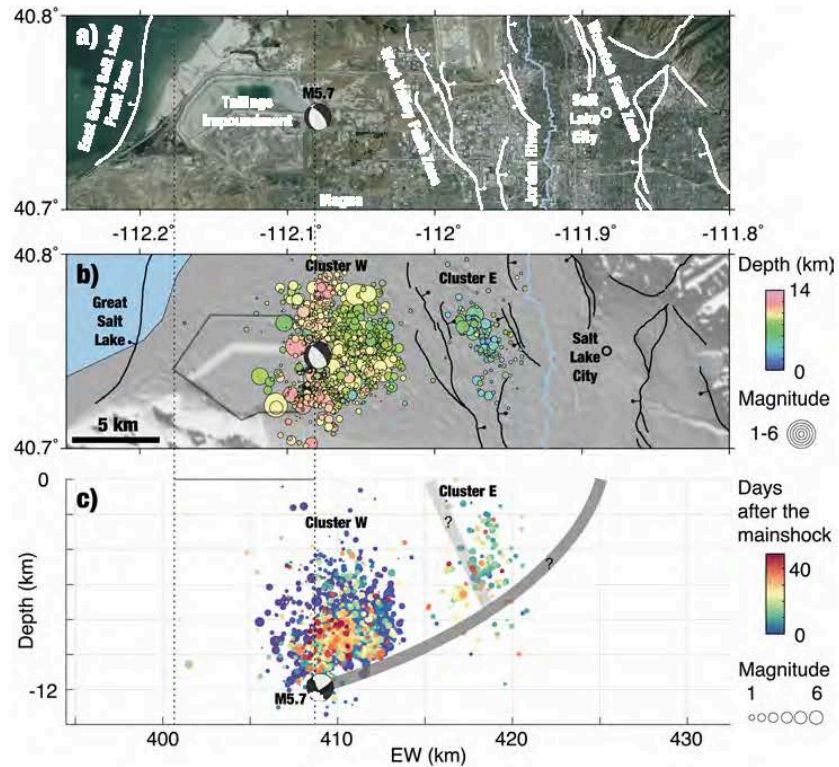 a)
40.8°
40.7°
East Great Salt Lake
Fault Zone
Tailings
Impoundment
M5.7
Magna
West Valley Fault Zone
Jordan River
Salt
Lake
City
Wasatch Fault Zone
-112.2°
-112.1°
-112°
-111.9°
-111.8°
b)
40.8°
40.7°
Great
Salt
Lake
Cluster W
Cluster E
Salt
Lake
City
5 km
Depth (km)
14
0
Magnitude
1-6
c)
0
-12
Depth (km)
Cluster W
Cluster E
?
?
M5.7
400
410
420
430
EW (km)
Days
after the
mainshock
40
0
Magnitude
1 6